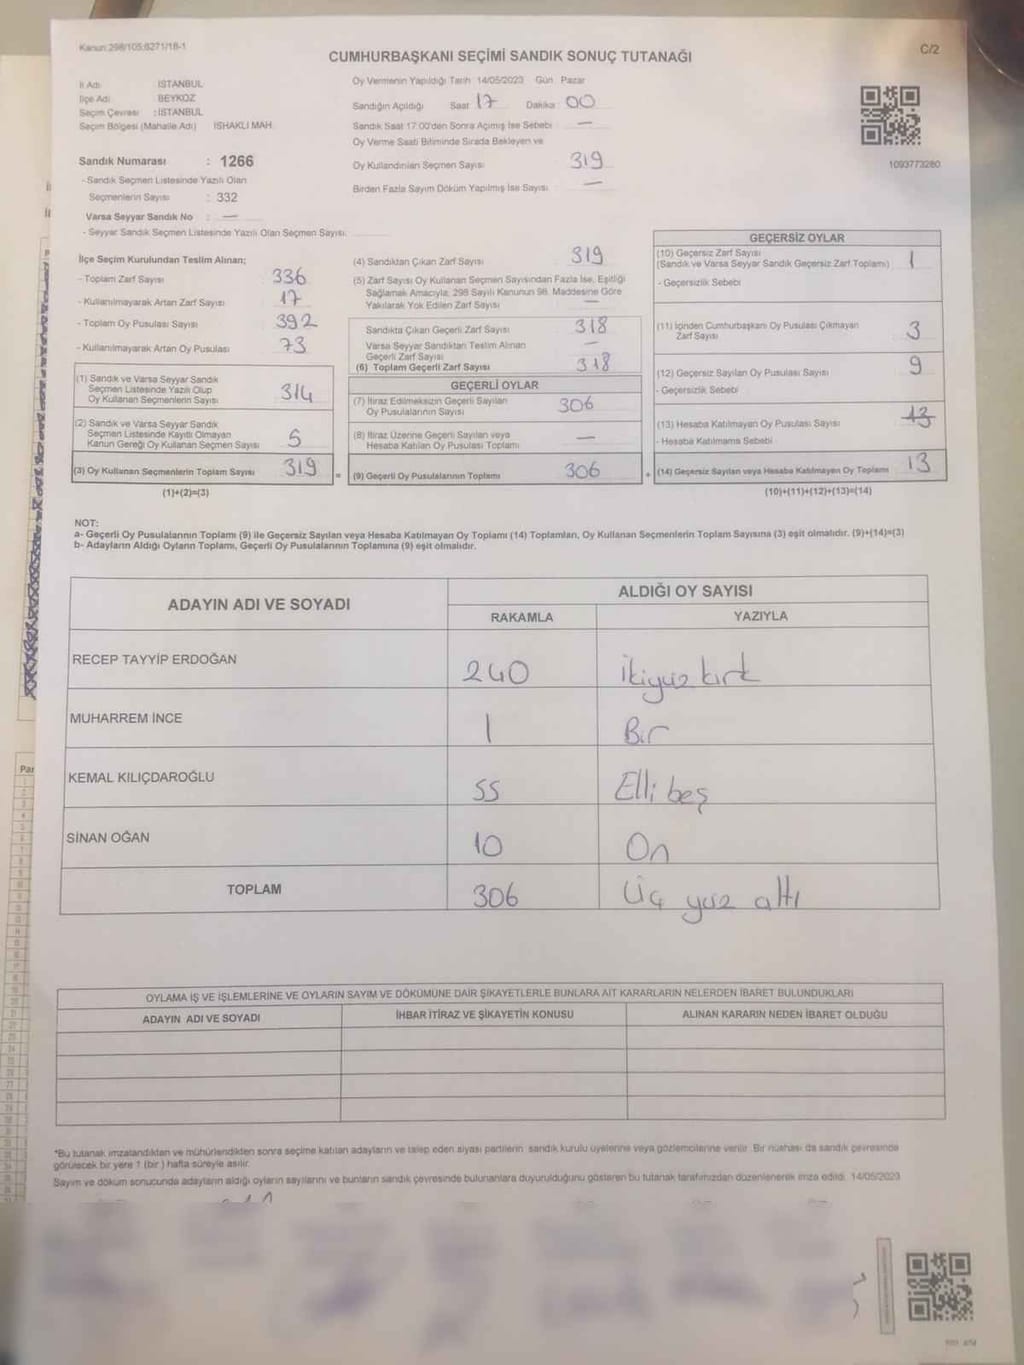 Kanun:298/105;6271/18-1
C/2
CUMHURBAŞKANI SEÇİMİ SANDIK SONUÇ TUTANAĞI
İl Adı : İSTANBUL
İlçe Adı : BEYKOZ
Seçim Çevresi : İSTANBUL
Seçim Bölgesi (Mahalle Adı) İSHAKLI MAH.
Sandık Numarası : 1266
- Sandık Seçmen Listesinde Yazılı Olan
Seçmenlerin Sayısı : 332
Varsa Seyyar Sandık No : —
- Seyyar Sandık Seçmen Listesinde Yazılı Olan Seçmen Sayısı:
Oy Vermenin Yapıldığı Tarih 14/05/2023 Gün Pazar
Sandığın Açıldığı Saat 17 Dakika 00
Sandık Saat 17:00'den Sonra Açılmış İse Sebebi —
Oy Verme Saati Bitiminde Sırada Bekleyen ve
Oy Kullandırılan Seçmen Sayısı 319
Birden Fazla Sayım Döküm Yapılmış İse Sayısı —
1093773280
İlçe Seçim Kurulundan Teslim Alınan;
- Toplam Zarf Sayısı 336
- Kullanılmayarak Artan Zarf Sayısı 17
- Toplam Oy Pusulası Sayısı 392
- Kullanılmayarak Artan Oy Pusulası 73
(1) Sandık ve Varsa Seyyar Sandık
Seçmen Listesinde Yazılı Olup
Oy Kullanan Seçmenlerin Sayısı 314
(2) Sandık ve Varsa Seyyar Sandık
Seçmen Listesinde Kayıtlı Olmayan
Kanun Gereği Oy Kullanan Seçmen Sayısı 5
(3) Oy Kullanan Seçmenlerin Toplam Sayısı 319 =
(1)+(2)=(3)
(4) Sandıktan Çıkan Zarf Sayısı 319
(5) Zarf Sayısı Oy Kullanan Seçmen Sayısından Fazla İse, Eşitliği
Sağlamak Amacıyla, 298 Sayılı Kanunun 98. Maddesine Göre
Yakılarak Yok Edilen Zarf Sayısı —
Sandıkta Çıkan Geçerli Zarf Sayısı 318
Varsa Seyyar Sandıktan Teslim Alınan
Geçerli Zarf Sayısı —
(6) Toplam Geçerli Zarf Sayısı 318
GEÇERLİ OYLAR
(7) İtiraz Edilmeksizin Geçerli Sayılan
Oy Pusulalarının Sayısı 306
(8) İtiraz Üzerine Geçerli Sayılan veya
Hesaba Katılan Oy Pusulası Toplamı —
(9) Geçerli Oy Pusulalarının Toplamı 306 +
GEÇERSİZ OYLAR
(10) Geçersiz Zarf Sayısı
(Sandık ve Varsa Seyyar Sandık Geçersiz Zarf Toplamı) 1
- Geçersizlik Sebebi
(11) İçinden Cumhurbaşkanı Oy Pusulası Çıkmayan
Zarf Sayısı 3
(12) Geçersiz Sayılan Oy Pusulası Sayısı 9
- Geçersizlik Sebebi
(13) Hesaba Katılmayan Oy Pusulası Sayısı 13
- Hesaba Katılmama Sebebi
(14) Geçersiz Sayılan veya Hesaba Katılmayan Oy Toplamı 13
(10)+(11)+(12)+(13)=(14)
NOT:
a- Geçerli Oy Pusulalarının Toplamı (9) ile Geçersiz Sayılan veya Hesaba Katılmayan Oy Toplamı (14) Toplamları, Oy Kullanan Seçmenlerin Toplam Sayısına (3) eşit olmalıdır. (9)+(14)=(3)
b- Adayların Aldığı Oyların Toplamı, Geçerli Oy Pusulalarının Toplamına (9) eşit olmalıdır.
ADAYIN ADI VE SOYADI
ALDIĞI OY SAYISI
RAKAMLA YAZIYLA
RECEP TAYYİP ERDOĞAN 240 İkiyüz kırk
MUHARREM İNCE 1 Bir
KEMAL KILIÇDAROĞLU 55 Elli beş
SİNAN OĞAN 10 On
TOPLAM 306 Üç yüz altı
OYLAMA İŞ VE İŞLEMLERİNE VE OYLARIN SAYIM VE DÖKÜMÜNE DAİR ŞİKAYETLERLE BUNLARA AİT KARARLARIN NELERDEN İBARET BULUNDUKLARI
ADAYIN ADI VE SOYADI İHBAR İTİRAZ VE ŞİKAYETİN KONUSU ALINAN KARARIN NEDEN İBARET OLDUĞU
*Bu tutanak imzalandıktan ve mühürlendikten sonra seçime katılan adayların ve talep eden siyasi partilerin sandık kurulu üyelerine veya gözlemcilerine verilir. Bir nüshası da sandık çevresinde
görülecek bir yere 1 (bir ) hafta süreyle asılır.
Sayım ve döküm sonucunda adayların aldığı oyların sayılarını ve bunların sandık çevresinde bulunanlara duyurulduğunu gösteren bu tutanak tarafımızdan düzenlenerek imza edildi. 14/05/2023
Par